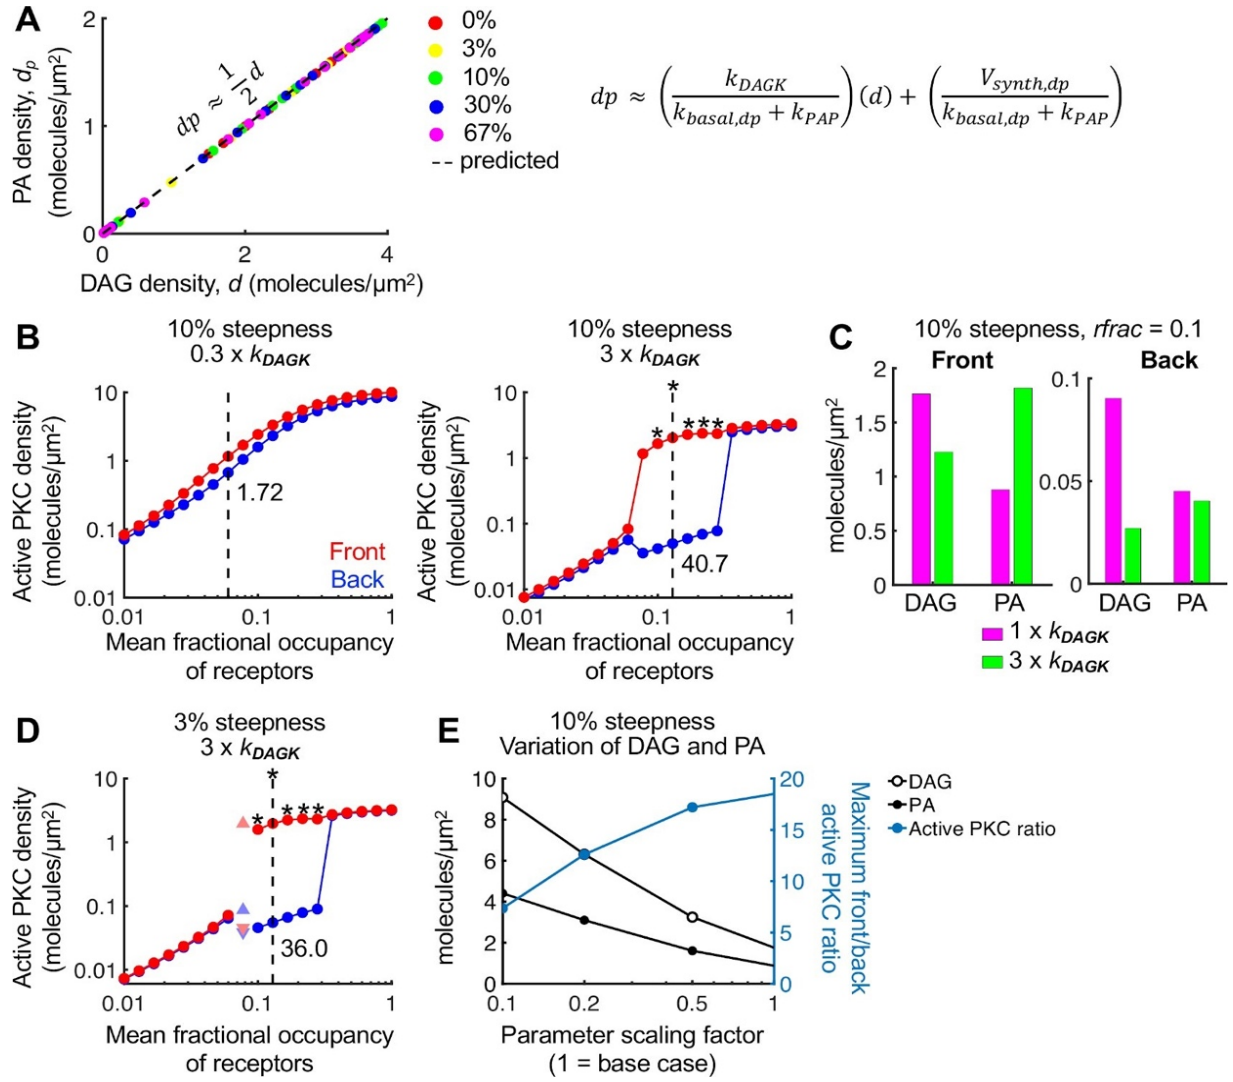 A
PA density, dp
(molecules/µm²)
2
1
0
0
2
4
dp ≈ 1/2 d
DAG density, d (molecules/µm²)
0%
3%
10%
30%
67%
-- predicted
dp ≈ (kDAGK / (kbasal,dp + kPAP)) (d) + (Vsynth,dp / (kbasal,dp + kPAP))
B
10% steepness
0.3 x kDAGK
Active PKC density
(molecules/µm²)
10
1
0.1
0.01
1.72
Front
Back
0.01
0.1
1
Mean fractional occupancy
of receptors
10% steepness
3 x kDAGK
Active PKC density
(molecules/µm²)
10
1
0.1
0.01
*
* ***
40.7
0.01
0.1
1
Mean fractional occupancy
of receptors
C
10% steepness, rfrac = 0.1
Front
Back
molecules/µm²
2
1.5
1
0.5
0
DAG
PA
0.1
0.05
0
DAG
PA
1 x kDAGK
3 x kDAGK
D
3% steepness
3 x kDAGK
Active PKC density
(molecules/µm²)
10
1
0.1
0.01
*
* ***
36.0
0.01
0.1
1
Mean fractional occupancy
of receptors
E
10% steepness
Variation of DAG and PA
molecules/µm²
10
8
6
4
2
0
20
15
10
5
0
Maximum front/back
active PKC ratio
0.1
0.2
0.5
1
Parameter scaling factor
(1 = base case)
DAG
PA
Active PKC ratio